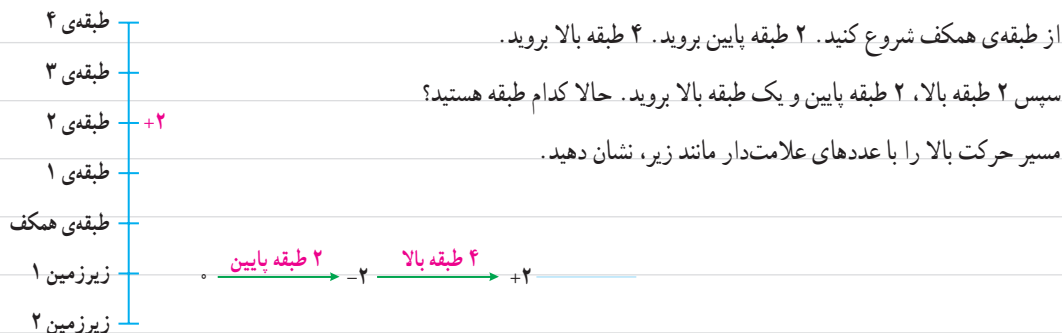 از طبقه‌ی همکف شروع کنید. ۲ طبقه پایین بروید. ۴ طبقه بالا بروید.
سپس ۲ طبقه بالا، ۲ طبقه پایین و یک طبقه بالا بروید. حالا کدام طبقه هستید؟
مسیر حرکت بالا را با عددهای علامت‌دار مانند زیر، نشان دهید.
طبقه‌ی ۴
طبقه‌ی ۳
طبقه‌ی ۲ +۲
طبقه‌ی ۱
طبقه‌ی همکف
زیرزمین ۱
زیرزمین ۲
۲ طبقه پایین ۴ طبقه بالا
۰ −۲ +۲